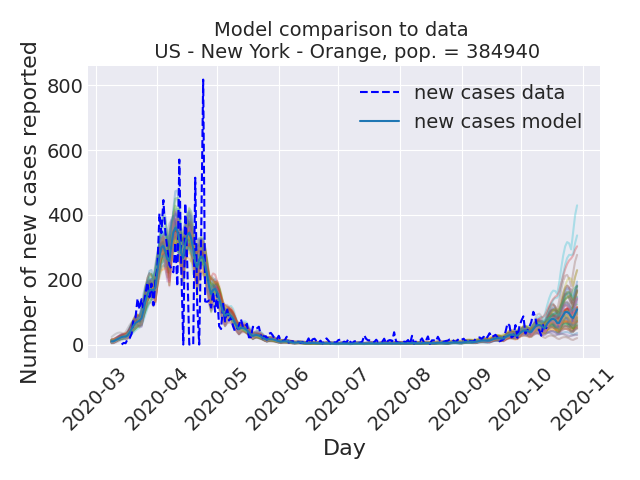 Model comparison to data
US - New York - Orange, pop. = 384940
Number of new cases reported
800
600
400
200
0
new cases data
new cases model
2020-03
2020-04
2020-05
2020-06
2020-07
2020-08
2020-09
2020-10
2020-11
Day